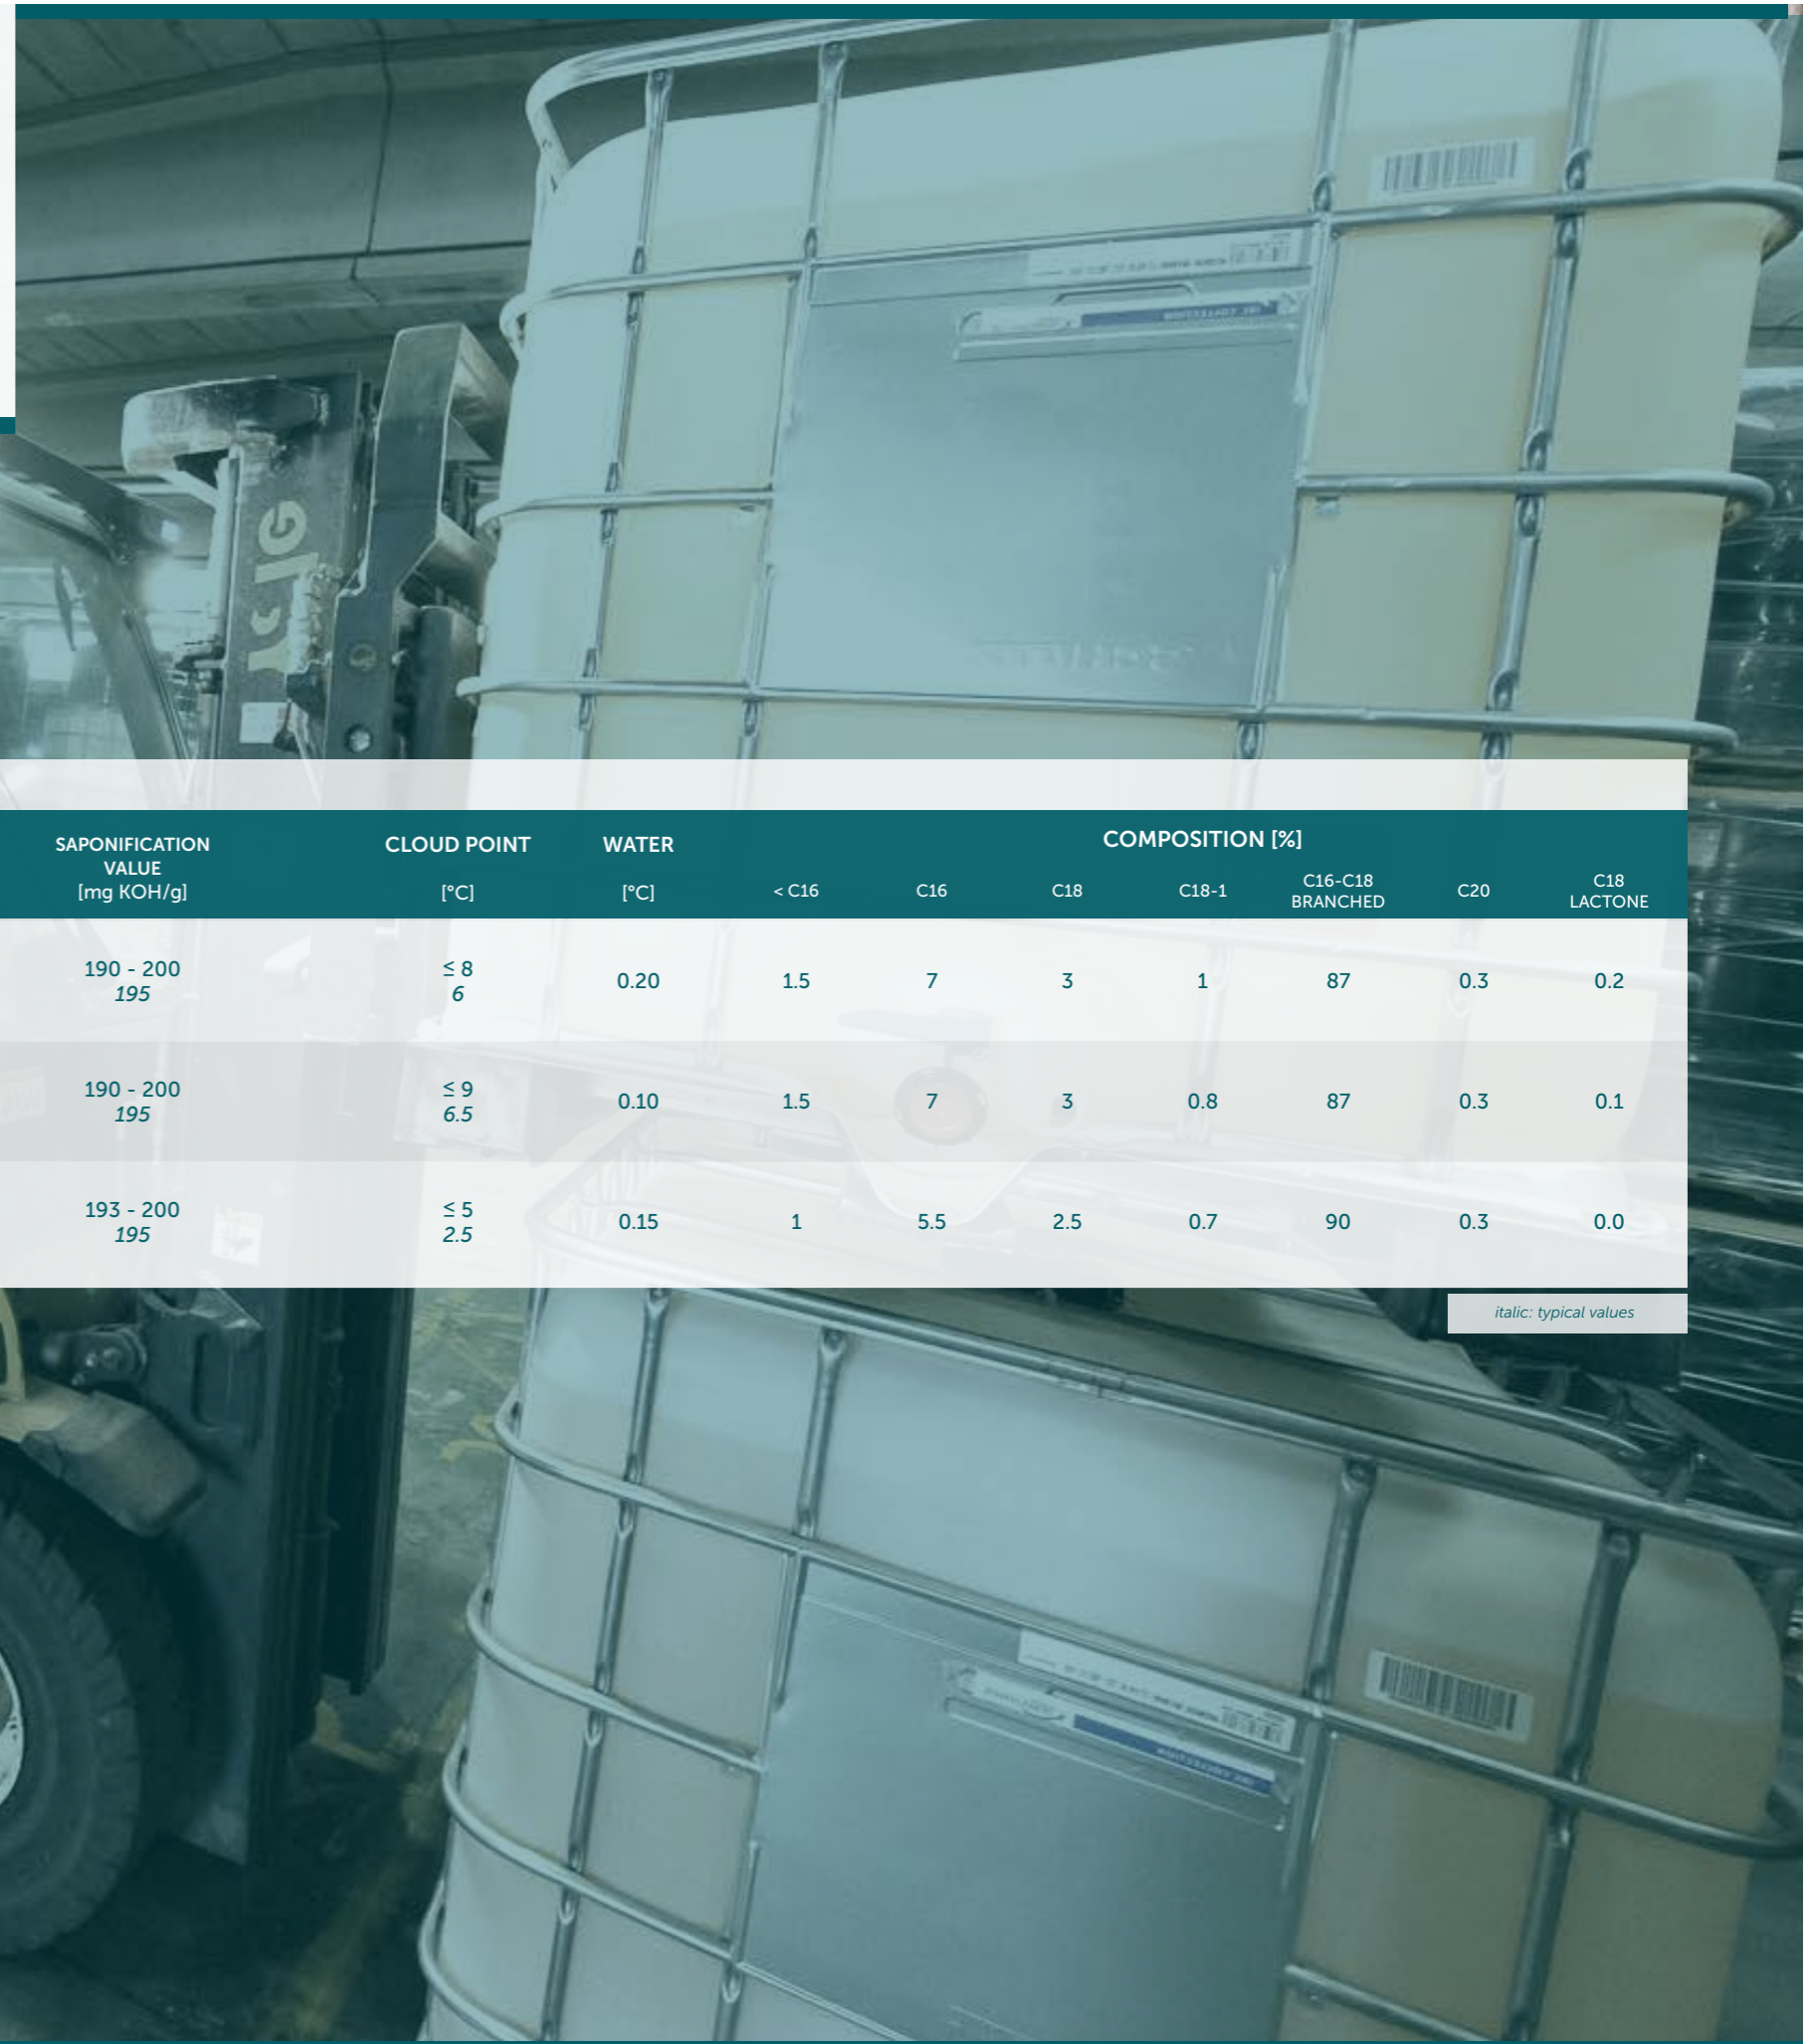 SAPONIFICATION VALUE [mg KOH/g] CLOUD POINT [°C] WATER [°C] COMPOSITION [%]
< C16 C16 C18 C18-1 C16-C18 BRANCHED C20 C18 LACTONE
190 - 200 ≤ 8 0.20 1.5 7 3 1 87 0.3 0.2
195 6
190 - 200 ≤ 9 0.10 1.5 7 3 0.8 87 0.3 0.1
195 6.5
193 - 200 ≤ 5 0.15 1 5.5 2.5 0.7 90 0.3 0.0
195 2.5
italic: typical values